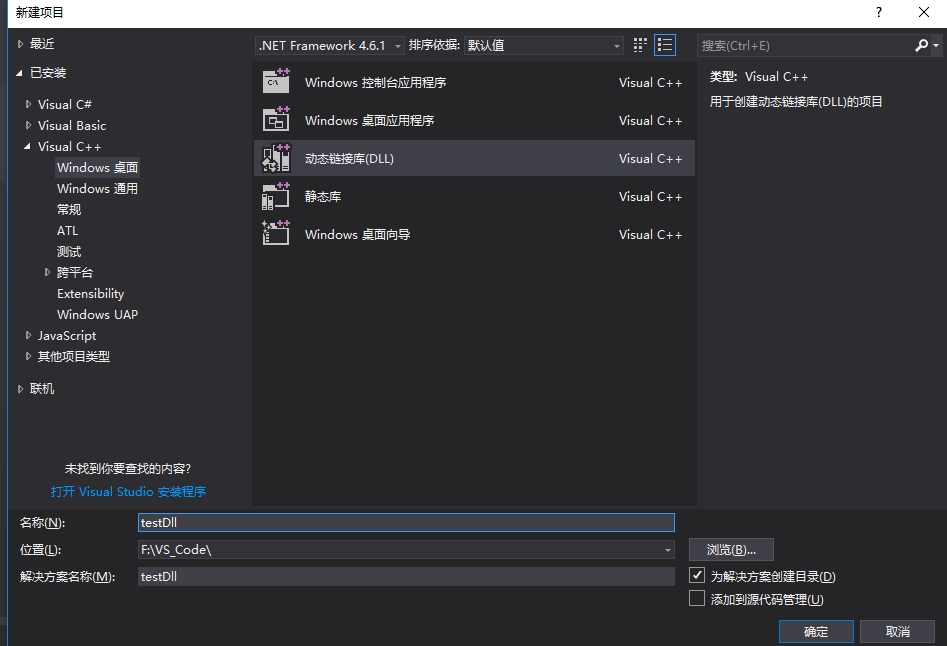 新建项目
?
最近
已安装
Visual C#
Visual Basic
Visual C++
Windows 桌面
Windows 通用
常规
ATL
测试
跨平台
Extensibility
Windows UAP
JavaScript
其他项目类型
联机
未找到你要查找的内容?
打开 Visual Studio 安装程序
.NET Framework 4.6.1 排序依据: 默认值
Windows 控制台应用程序 Visual C++
Windows 桌面应用程序 Visual C++
动态链接库(DLL) Visual C++
静态库 Visual C++
Windows 桌面向导 Visual C++
搜索(Ctrl+E)
类型: Visual C++
用于创建动态链接库(DLL)的项目
名称(N): testDll
位置(L): F:\VS_Code\ 浏览(B)...
解决方案名称(M): testDll
为解决方案创建目录(D)
添加到源代码管理(U)
确定 取消